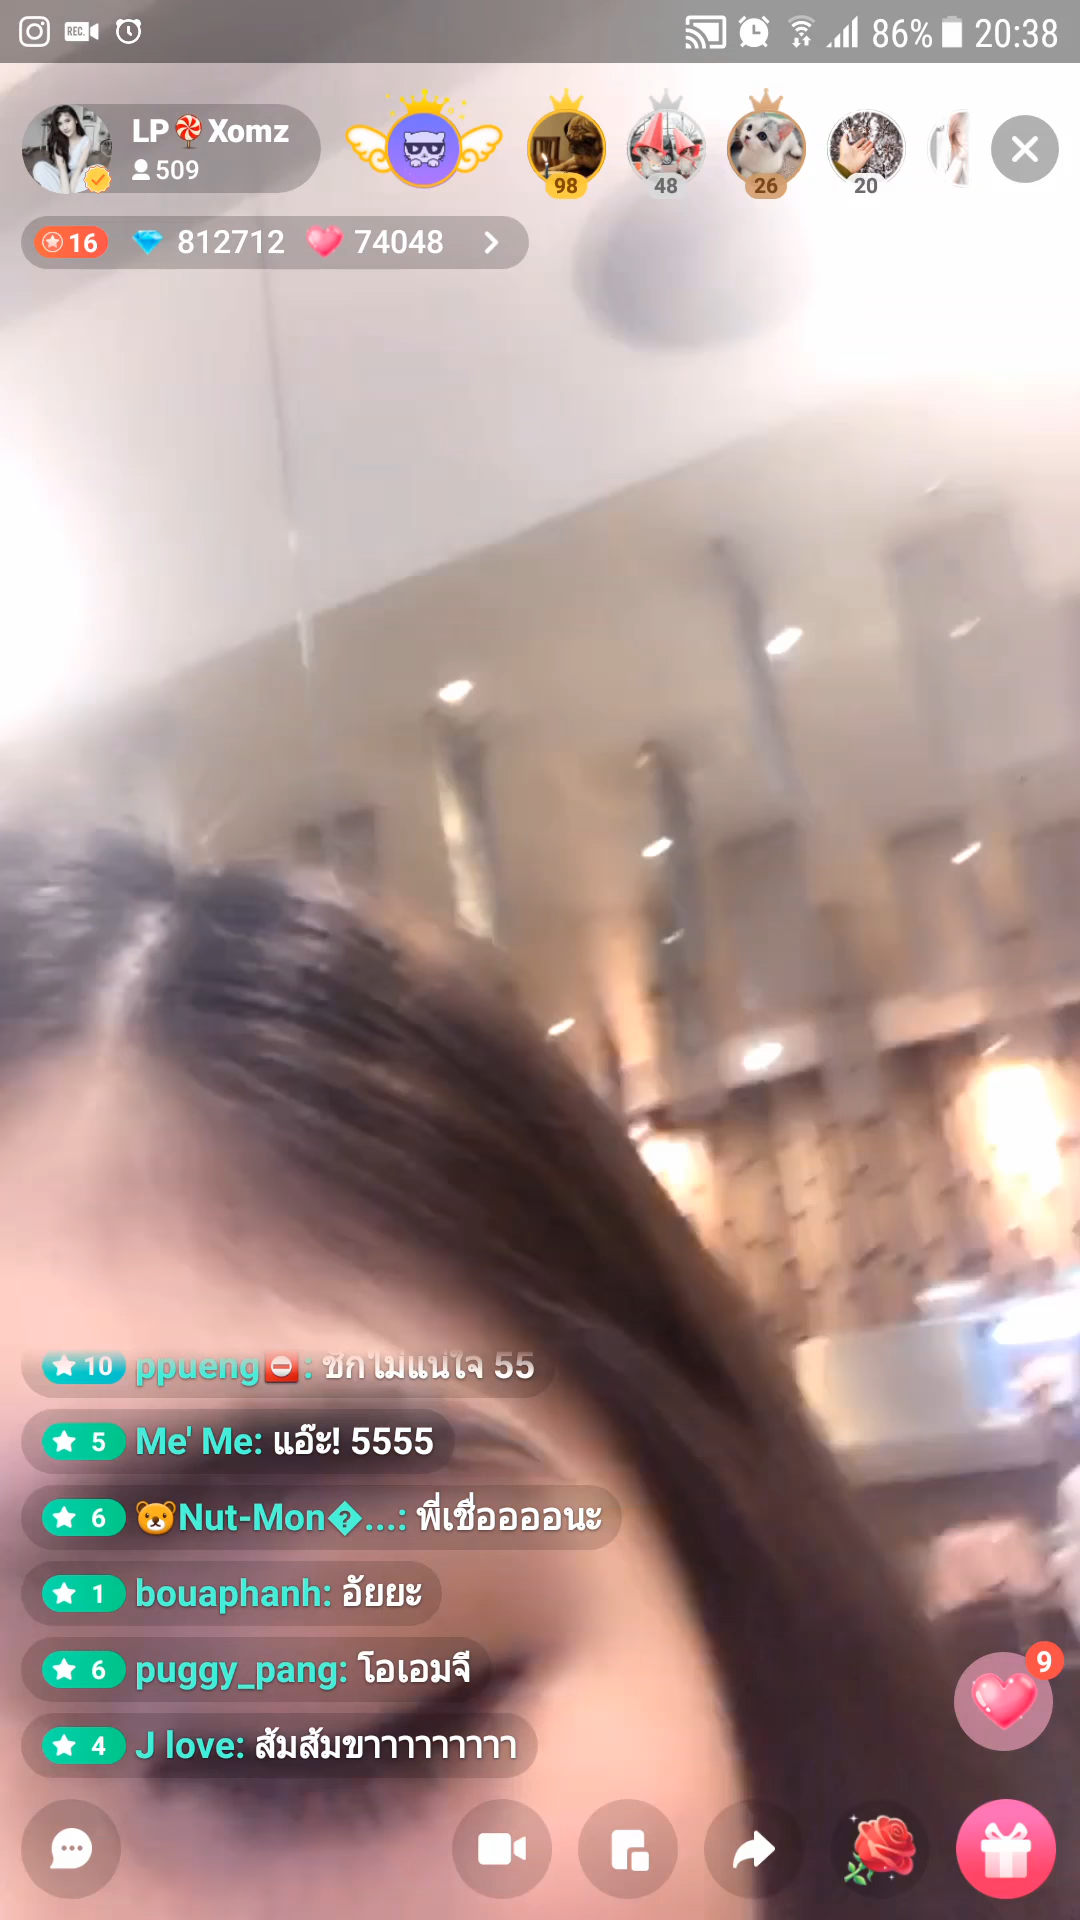 REC
86% 20:38
LP🍭Xomz
509
98
48
26
20
16 812712 74048
10 ppueng⛔: ชักไม่แน่ใจ 55
5 Me' Me: แอ๊ะ! 5555
6 🐻Nut-Mon�...: พี่เชื่ออออนะ
1 bouaphanh: อัยยะ
6 puggy_pang: โอเอมจี
4 J love: ส้มส้มขาาาาาาาาา
9